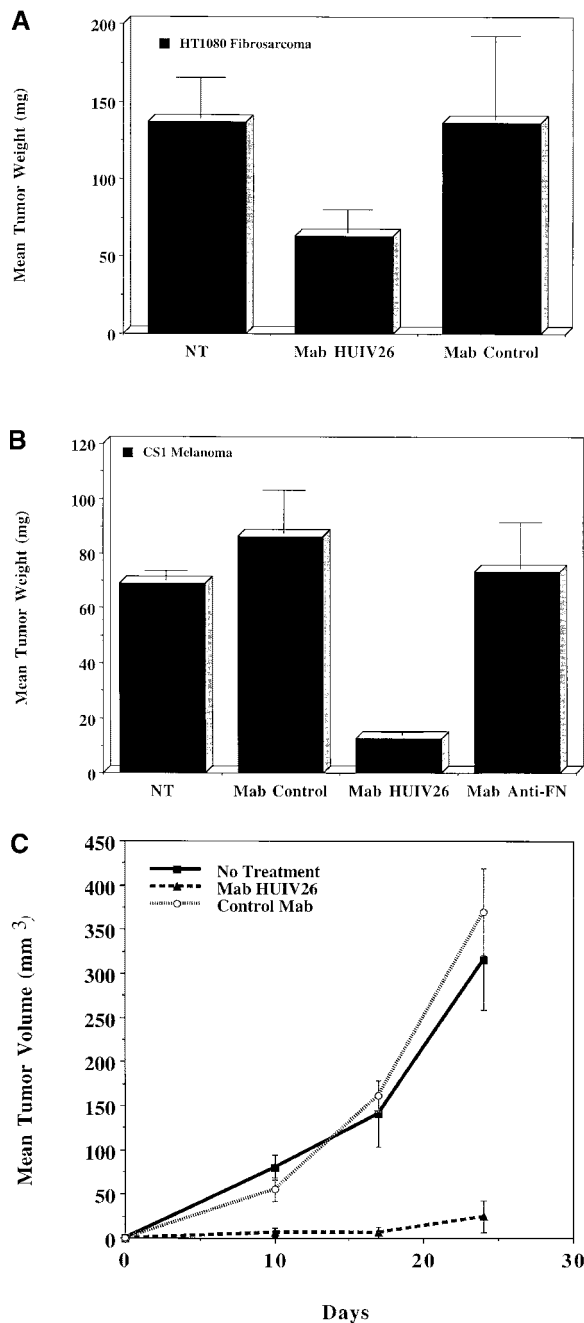 A
HT1080 Fibrosarcoma
Mean Tumor Weight (mg)
200
150
100
50
0
NT
Mab HUIV26
Mab Control
B
CS1 Melanoma
Mean Tumor Weight (mg)
120
100
80
60
40
20
0
NT
Mab Control
Mab HUIV26
Mab Anti-FN
C
No Treatment
Mab HUIV26
Control Mab
Mean Tumor Volume (mm 3)
450
400
350
300
250
200
150
100
50
0
0
10
20
30
Days